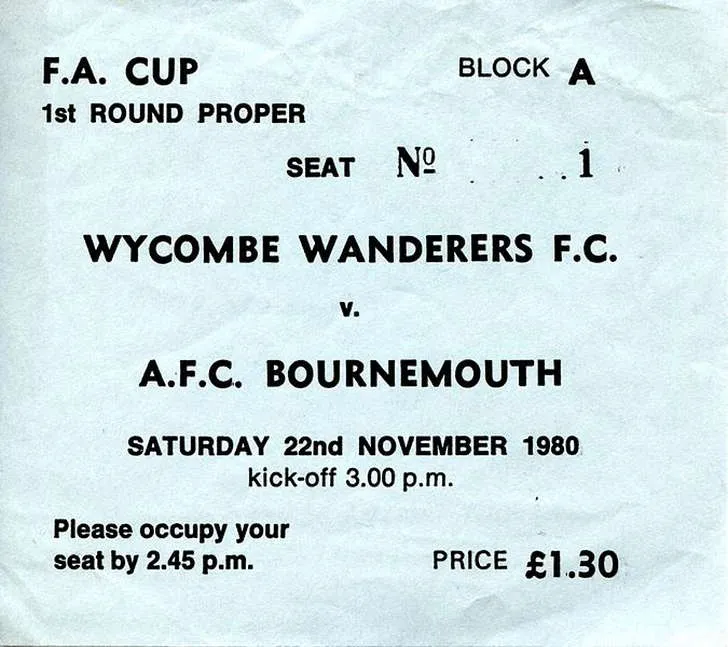 F.A. CUP BLOCK A
1st ROUND PROPER
SEAT Nº 1
WYCOMBE WANDERERS F.C.
v.
A.F.C. BOURNEMOUTH
SATURDAY 22nd NOVEMBER 1980
kick-off 3.00 p.m.
Please occupy your
seat by 2.45 p.m. PRICE £1.30